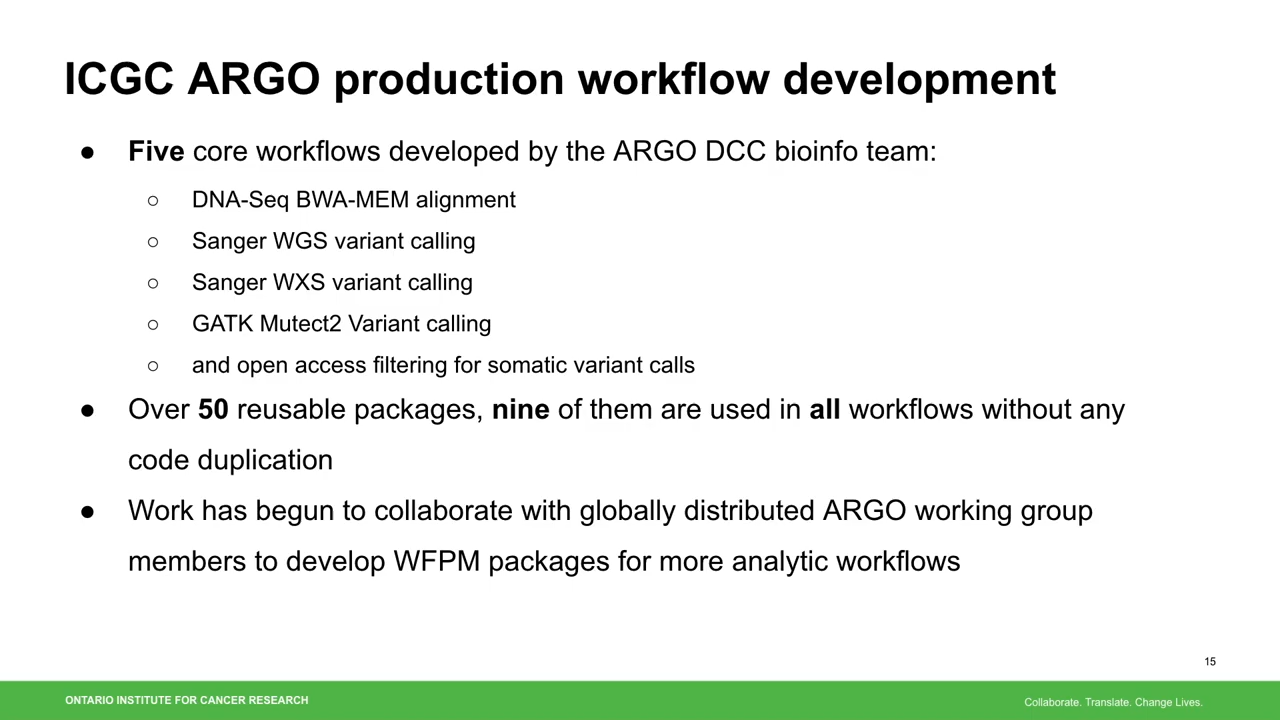 ICGC ARGO production workflow development
● Five core workflows developed by the ARGO DCC bioinfo team:
○ DNA-Seq BWA-MEM alignment
○ Sanger WGS variant calling
○ Sanger WXS variant calling
○ GATK Mutect2 Variant calling
○ and open access filtering for somatic variant calls
● Over 50 reusable packages, nine of them are used in all workflows without any
code duplication
● Work has begun to collaborate with globally distributed ARGO working group
members to develop WFPM packages for more analytic workflows
15
ONTARIO INSTITUTE FOR CANCER RESEARCH
Collaborate. Translate. Change Lives.